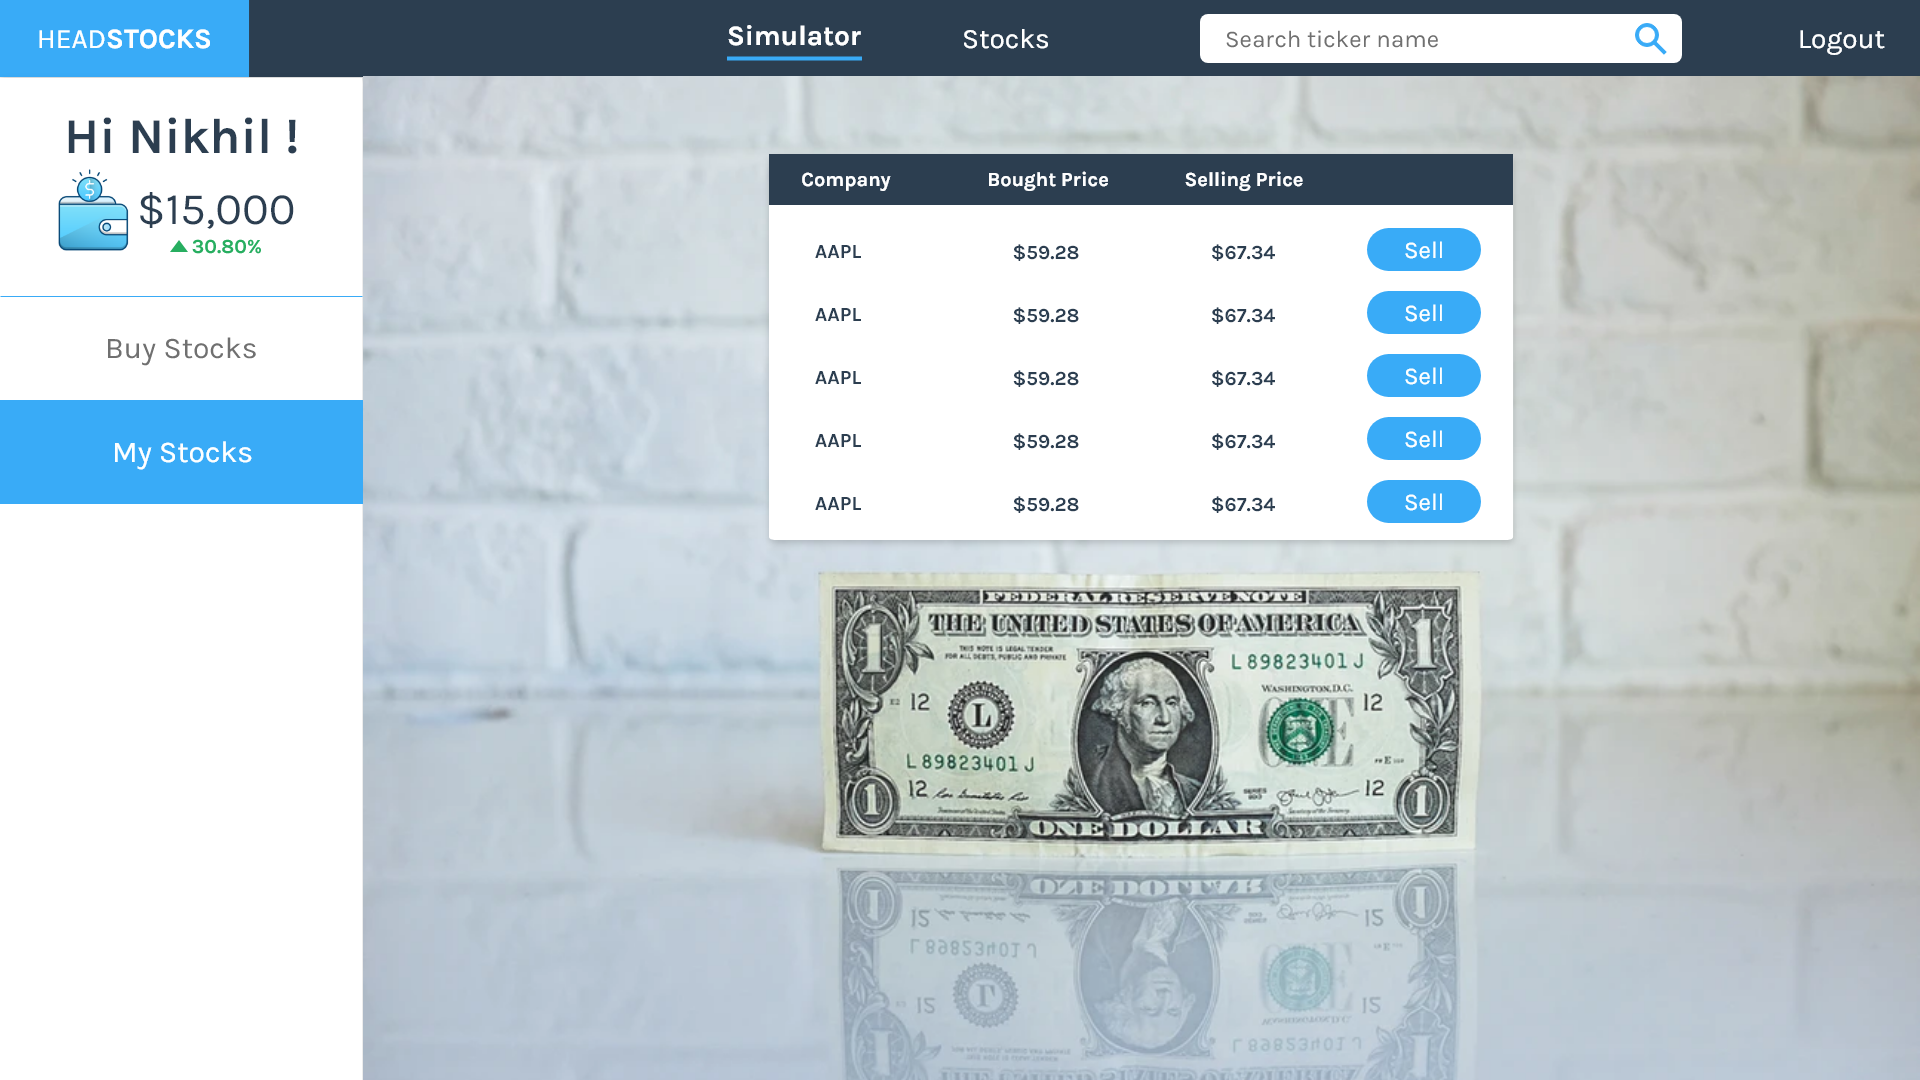 HEADSTOCKS
Simulator
Stocks
Search ticker name
Logout
Hi Nikhil !
$15,000
30.80%
Buy Stocks
My Stocks
Company Bought Price Selling Price
AAPL $59.28 $67.34 Sell
AAPL $59.28 $67.34 Sell
AAPL $59.28 $67.34 Sell
AAPL $59.28 $67.34 Sell
AAPL $59.28 $67.34 Sell
FEDERAL RESERVE NOTE
THE UNITED STATES OF AMERICA
THIS NOTE IS LEGAL TENDER
FOR ALL DEBTS, PUBLIC AND PRIVATE
L 89823401 J
WASHINGTON, D.C.
1 1
12 12
L
ONE
L 89823401 J
12 12
1 1
ONE DOLLAR